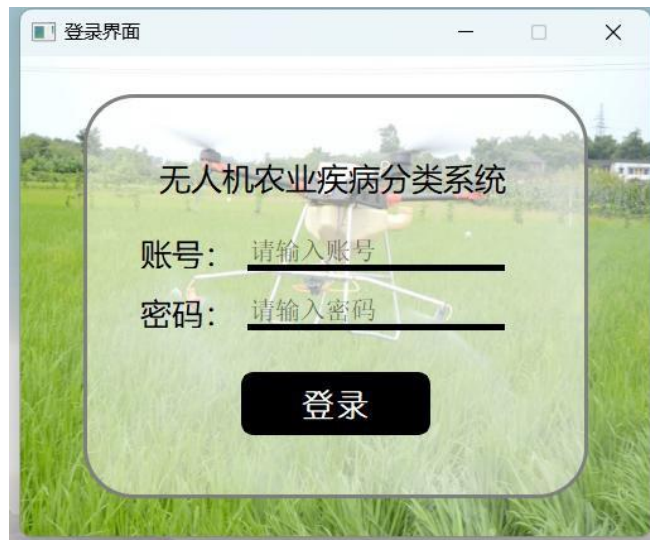 登录界面
无人机农业疾病分类系统
账号： 请输入账号
密码： 请输入密码
登录